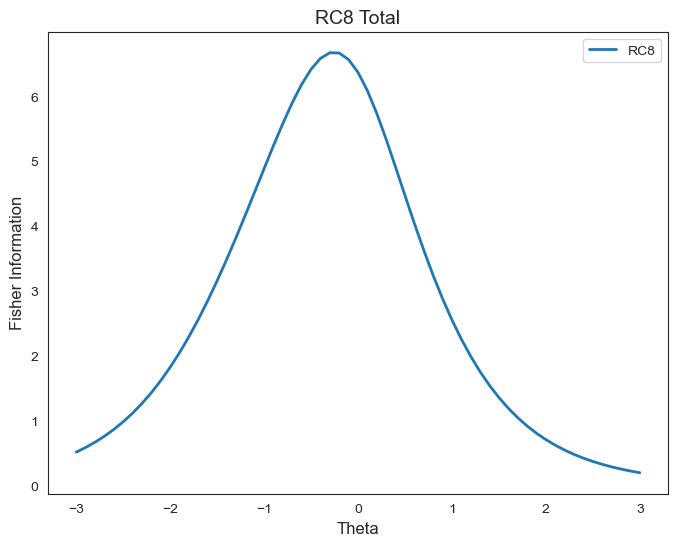 RC8 Total
RC8
Fisher Information
6
5
4
3
2
1
0
−3 −2 −1 0 1 2 3
Theta